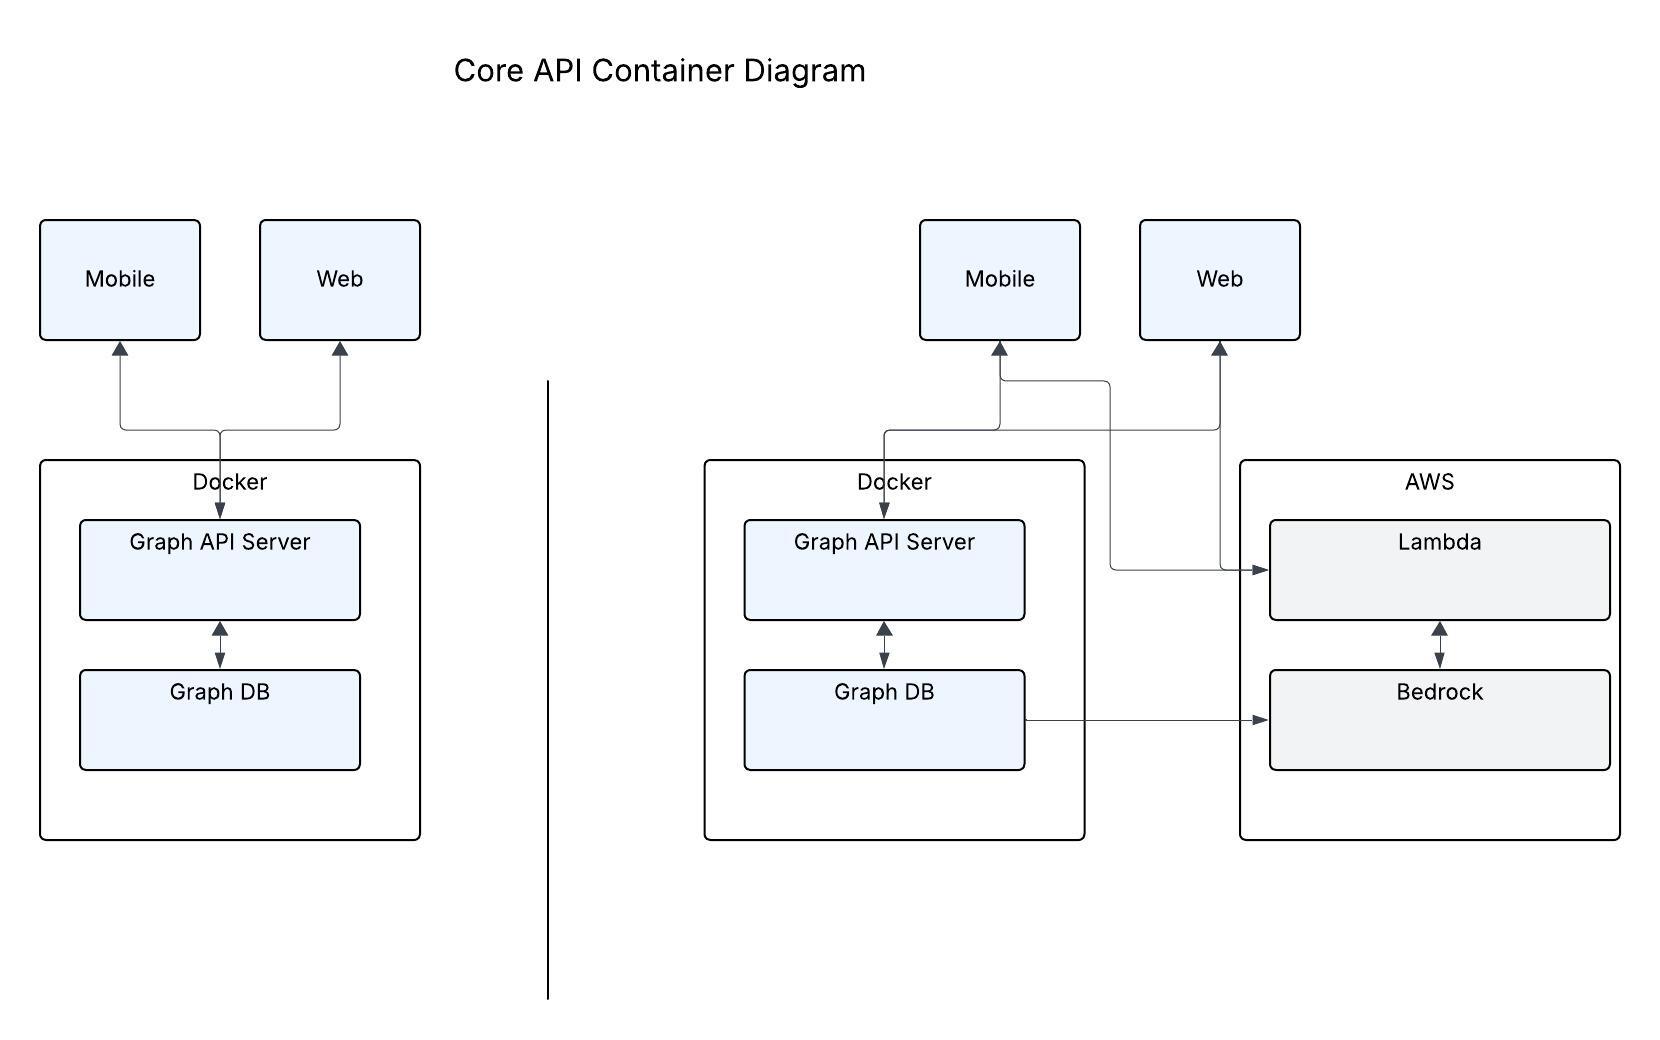 Core API Container Diagram
Mobile
Web
Docker
Graph API Server
Graph DB
Mobile
Web
Docker
Graph API Server
Graph DB
AWS
Lambda
Bedrock